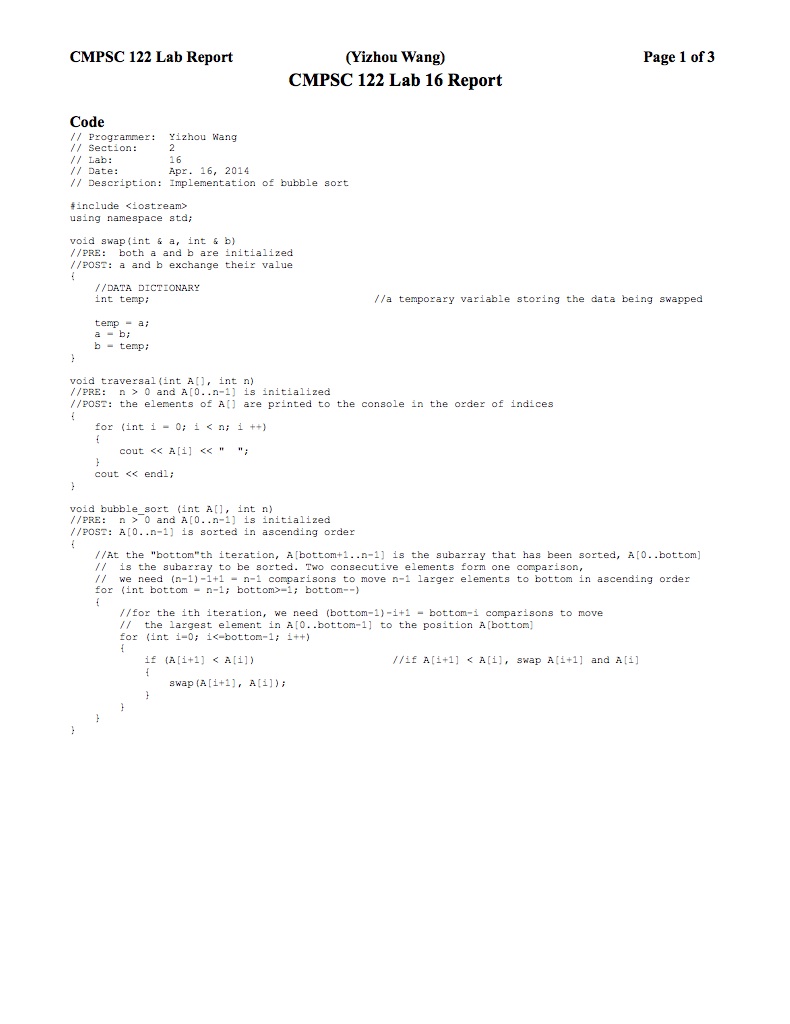 CMPSC 122 Lab Report (Yizhou Wang) Page 1 of 3
CMPSC 122 Lab 16 Report
Code
// Programmer: Yizhou Wang
// Section: 2
// Lab: 16
// Date: Apr. 16, 2014
// Description: Implementation of bubble sort
#include <iostream>
using namespace std;
void swap(int & a, int & b)
//PRE: both a and b are initialized
//POST: a and b exchange their value
{
//DATA DICTIONARY
int temp; //a temporary variable storing the data being swapped
temp = a;
a = b;
b = temp;
}
void traversal(int A[], int n)
//PRE: n > 0 and A[0..n-1] is initialized
//POST: the elements of A[] are printed to the console in the order of indices
{
for (int i = 0; i < n; i ++)
{
cout << A[i] << "  ";
}
cout << endl;
}
void bubble_sort (int A[], int n)
//PRE: n > 0 and A[0..n-1] is initialized
//POST: A[0..n-1] is sorted in ascending order
{
//At the "bottom"th iteration, A[bottom+1..n-1] is the subarray that has been sorted, A[0..bottom]
// is the subarray to be sorted. Two consecutive elements form one comparison,
// we need (n-1)-1+1 = n-1 comparisons to move n-1 larger elements to bottom in ascending order
for (int bottom = n-1; bottom>=1; bottom--)
{
//for the ith iteration, we need (bottom-1)-i+1 = bottom-i comparisons to move
// the largest element in A[0..bottom-1] to the position A[bottom]
for (int i=0; i<=bottom-1; i++)
{
if (A[i+1] < A[i]) //if A[i+1] < A[i], swap A[i+1] and A[i]
{
swap(A[i+1], A[i]);
}
}
}
}